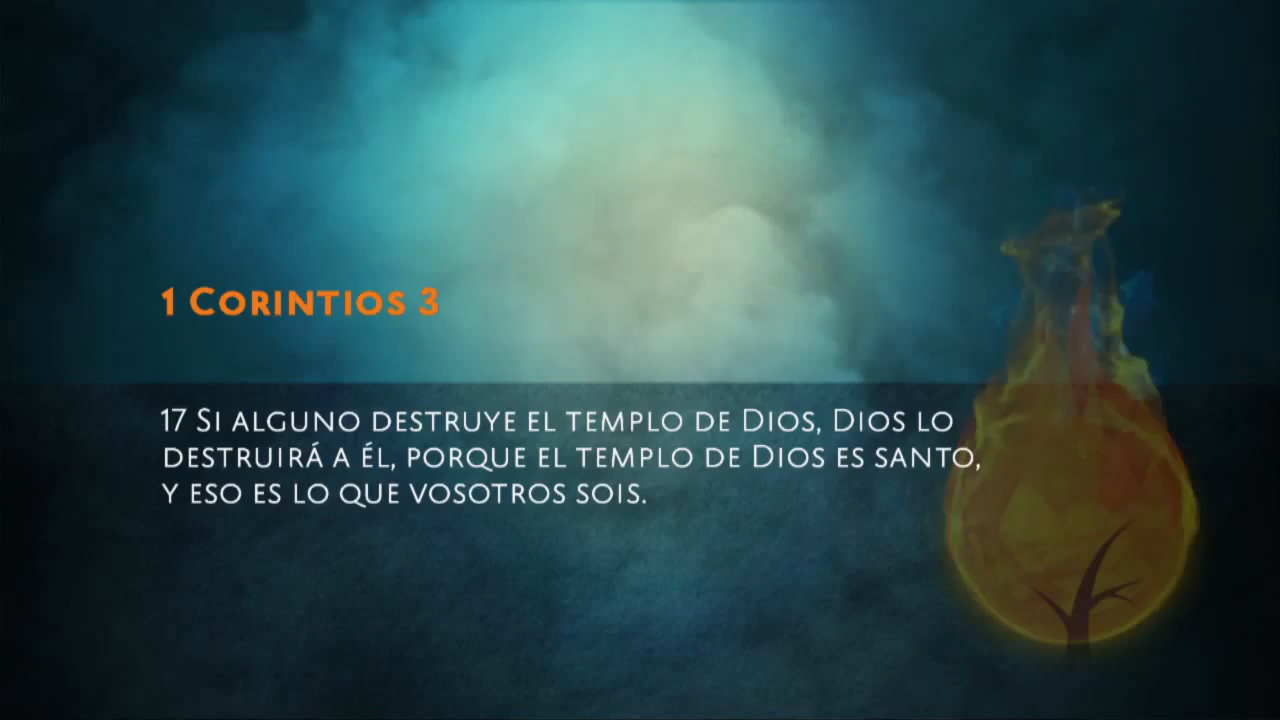 1 Corintios 3
17 Si alguno destruye el templo de Dios, Dios lo
destruirá a él, porque el templo de Dios es santo,
y eso es lo que vosotros sois.